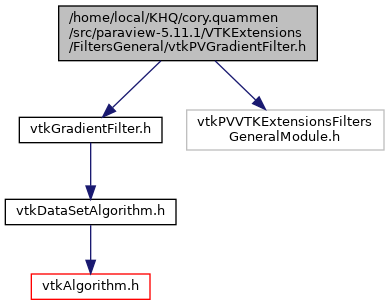 /home/local/KHQ/cory.quammen
/src/paraview-5.11.1/VTKExtensions
/FiltersGeneral/vtkPVGradientFilter.h
vtkGradientFilter.h
vtkPVVTKExtensionsFilters
GeneralModule.h
vtkDataSetAlgorithm.h
vtkAlgorithm.h